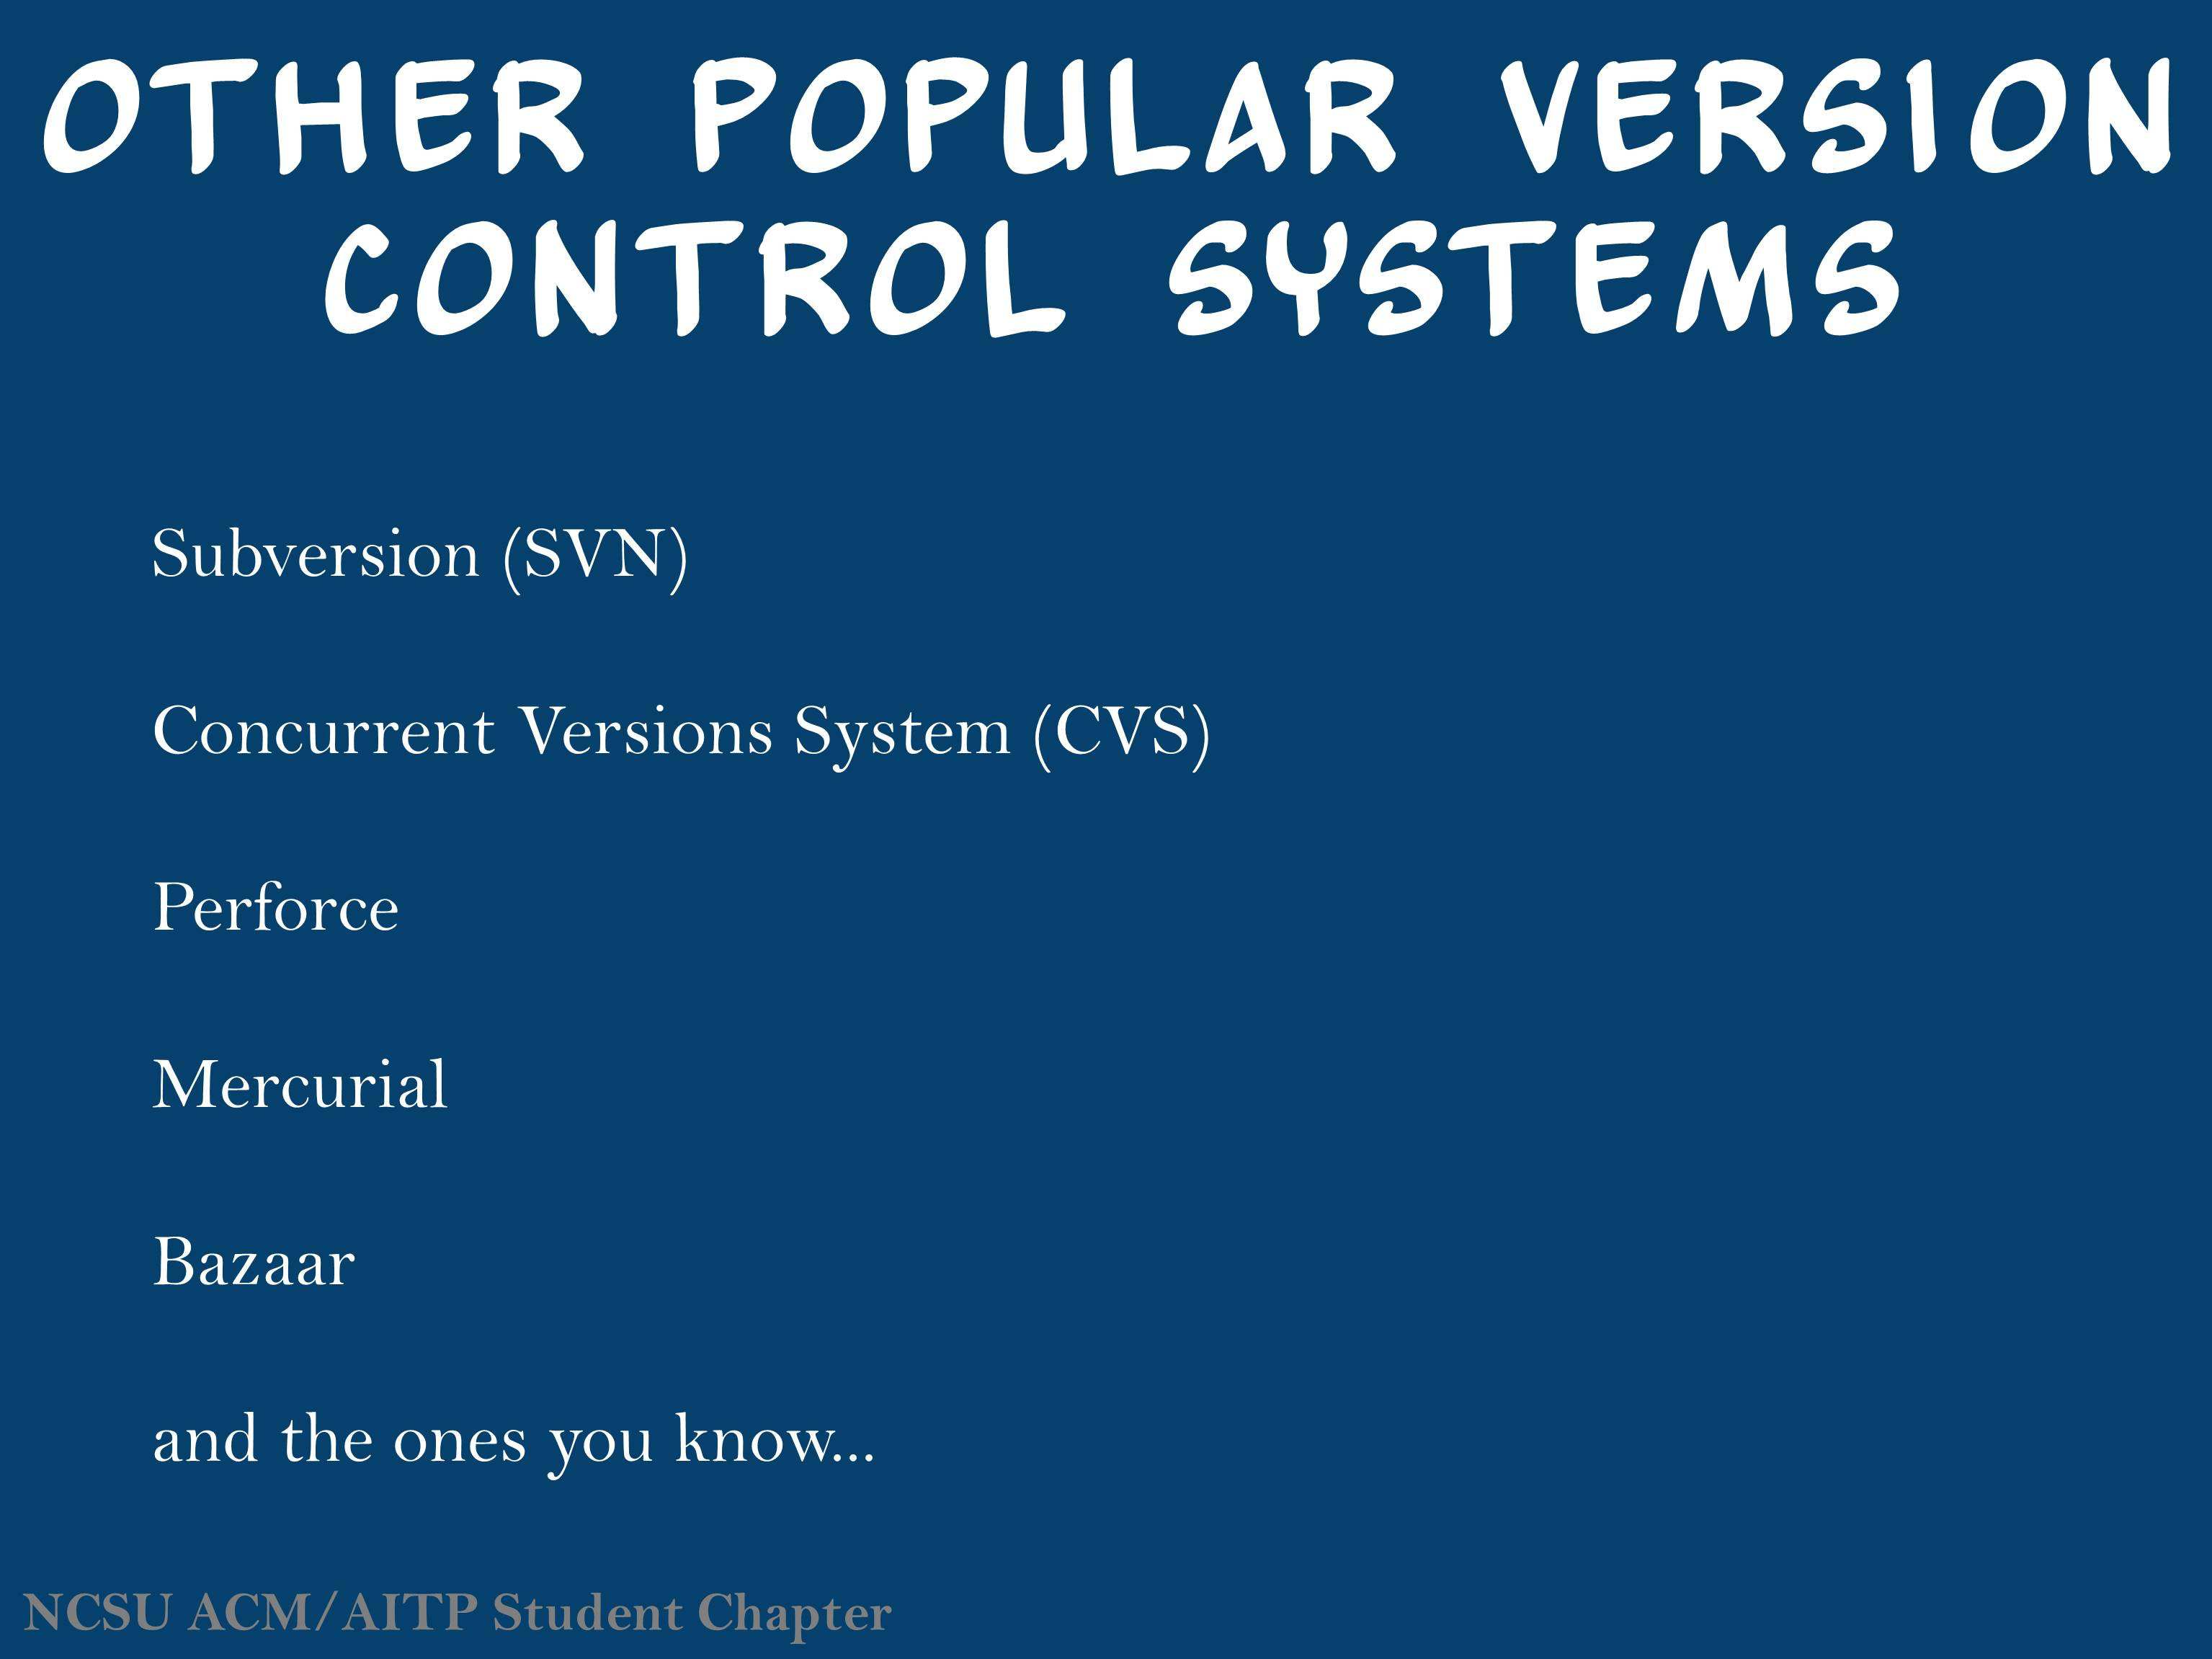 OTHER POPULAR VERSION
CONTROL SYSTEMS
Subversion (SVN)
Concurrent Versions System (CVS)
Perforce
Mercurial
Bazaar
and the ones you know...
NCSU ACM/AITP Student Chapter